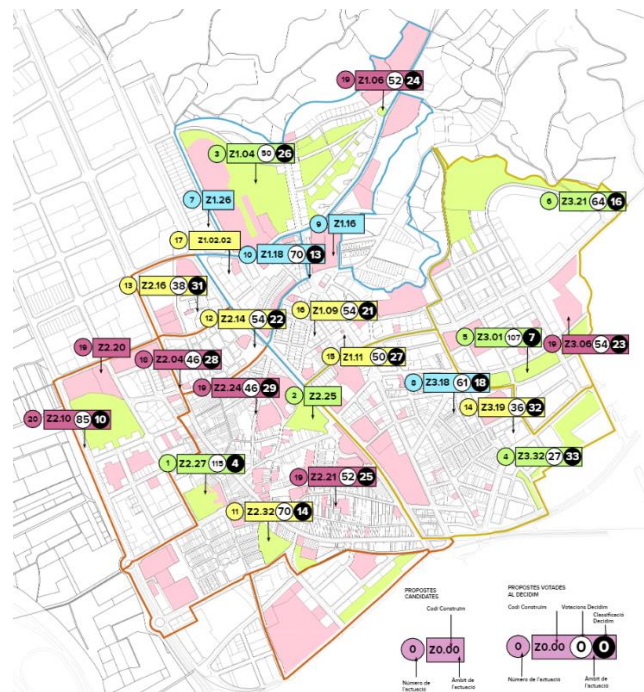 19 Z1.06 52 24
3 Z1.04 50 26
6 Z3.21 64 16
7 Z1.26
9 Z1.16
17 Z1.02.02
10 Z1.18 70 13
13 Z2.16 38 31
12 Z2.14 54 22
16 Z1.09 54 21
5 Z3.01 107 7
19 Z3.06 54 23
19 Z2.20
18 Z2.04 46 28
15 Z1.11 50 27
19 Z2.24 46 29
2 Z2.25
8 Z3.18 61 18
14 Z3.19 36 32
20 Z2.10 85 10
1 Z2.27 115 4
4 Z3.32 27 33
19 Z2.21 52 25
11 Z2.32 70 14
PROPOSTES
CANDIDATES
Codi Construïm
0 Z0.00
Número de
l'actuació
Àmbit de
l'actuació
PROPOSTES VOTADES
AL DECIDIM
Codi Construïm
Votacions Decidim
Classificació
Decidim
0 Z0.00 0 0
Número de l'actuació
Àmbit de
l'actuació